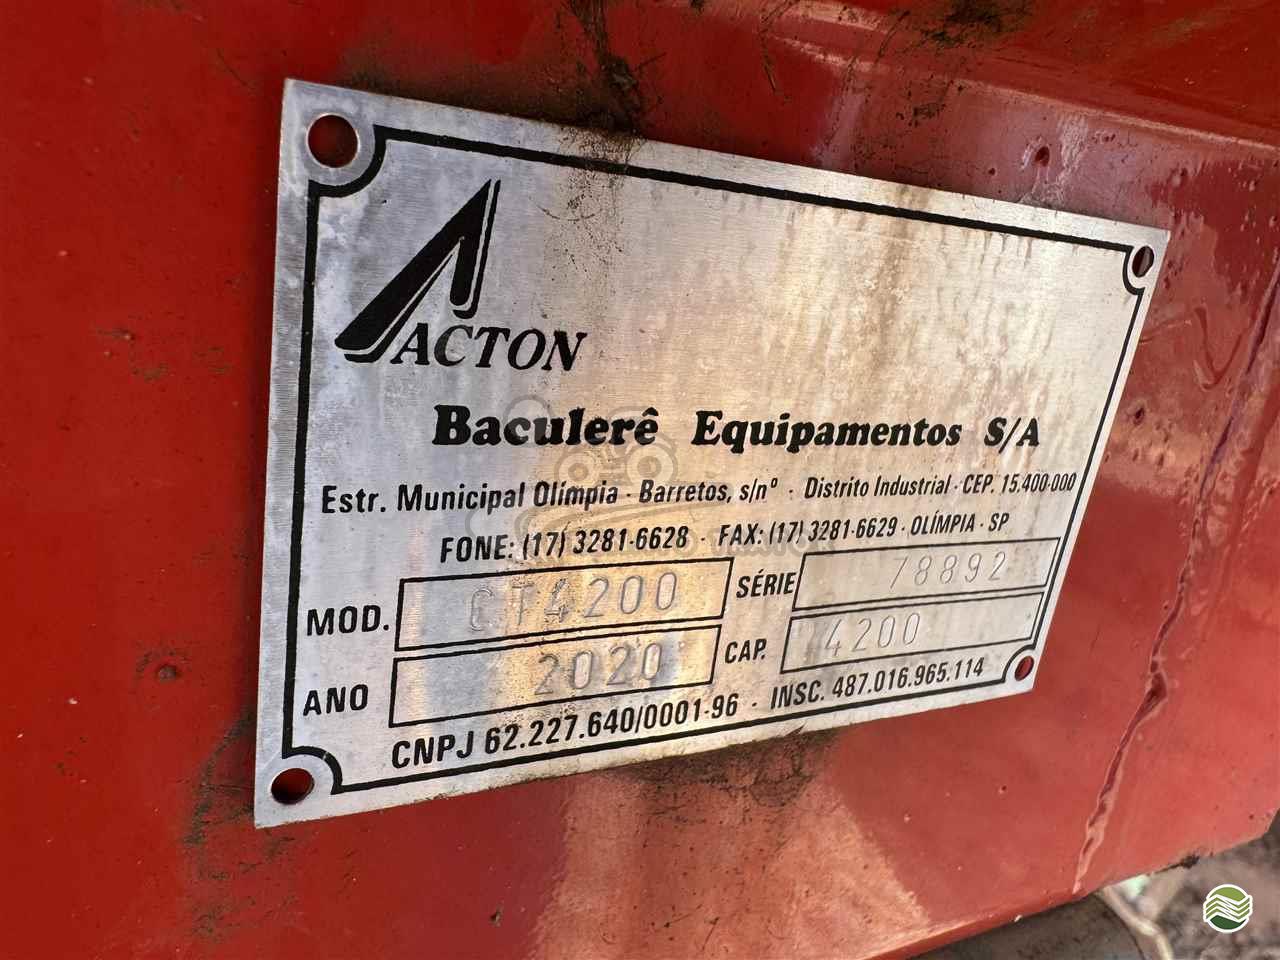 ACTON
Baculerê Equipamentos S/A
Estr. Municipal Olímpia - Barretos, s/nº - Distrito Industrial - CEP. 15.400-000
FONE: (17) 3281-6628 - FAX: (17) 3281-6629 - OLÍMPIA - SP
MOD. CT4200 SÉRIE 78892
ANO 2020 CAP. 4200
CNPJ 62.227.640/0001-96 - INSC. 487.016.965.114